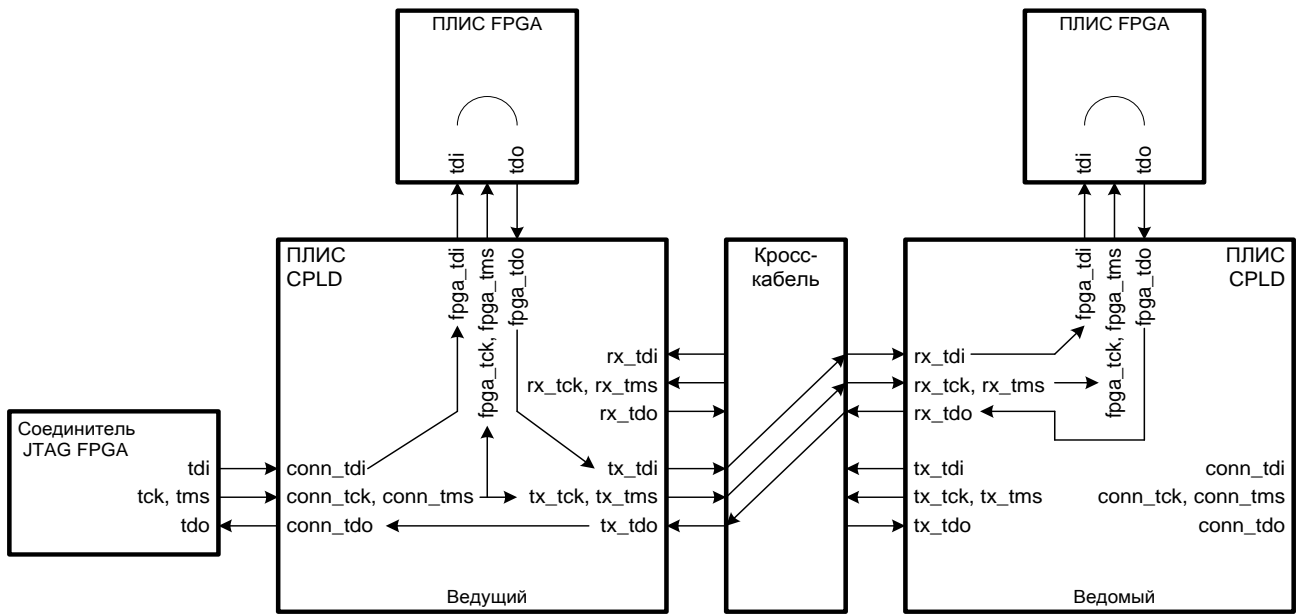 ПЛИС FPGA
tdi
tdo
ПЛИС FPGA
tdi
tdo
ПЛИС
CPLD
fpga_tdi
fpga_tck, fpga_tms
fpga_tdo
rx_tdi
rx_tck, rx_tms
rx_tdo
conn_tdi
conn_tck, conn_tms
conn_tdo
tx_tdi
tx_tck, tx_tms
tx_tdo
Ведущий
Соединитель
JTAG FPGA
tdi
tck, tms
tdo
Кросс-
кабель
ПЛИС
CPLD
fpga_tdi
fpga_tck, fpga_tms
fpga_tdo
rx_tdi
rx_tck, rx_tms
rx_tdo
tx_tdi
tx_tck, tx_tms
tx_tdo
conn_tdi
conn_tck, conn_tms
conn_tdo
Ведомый